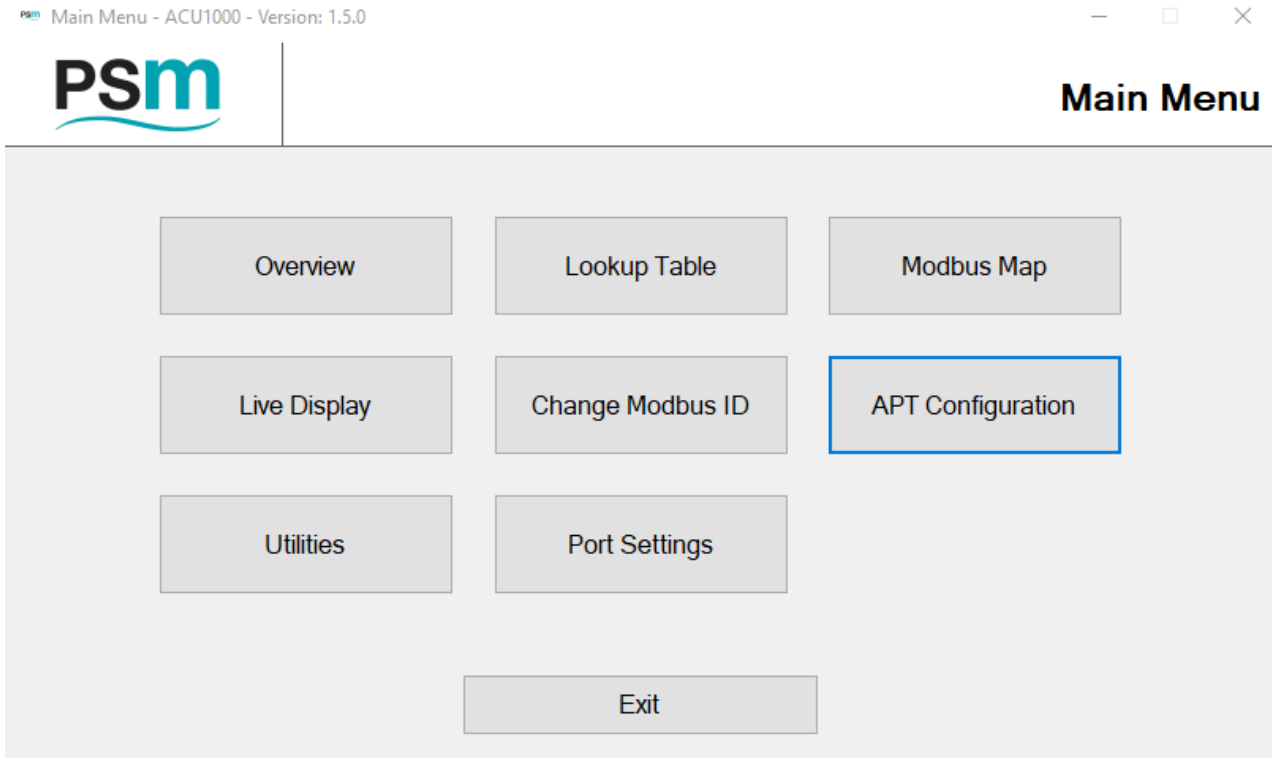 PSm Main Menu - ACU1000 - Version: 1.5.0
PSm
Main Menu
Overview
Lookup Table
Modbus Map
Live Display
Change Modbus ID
APT Configuration
Utilities
Port Settings
Exit